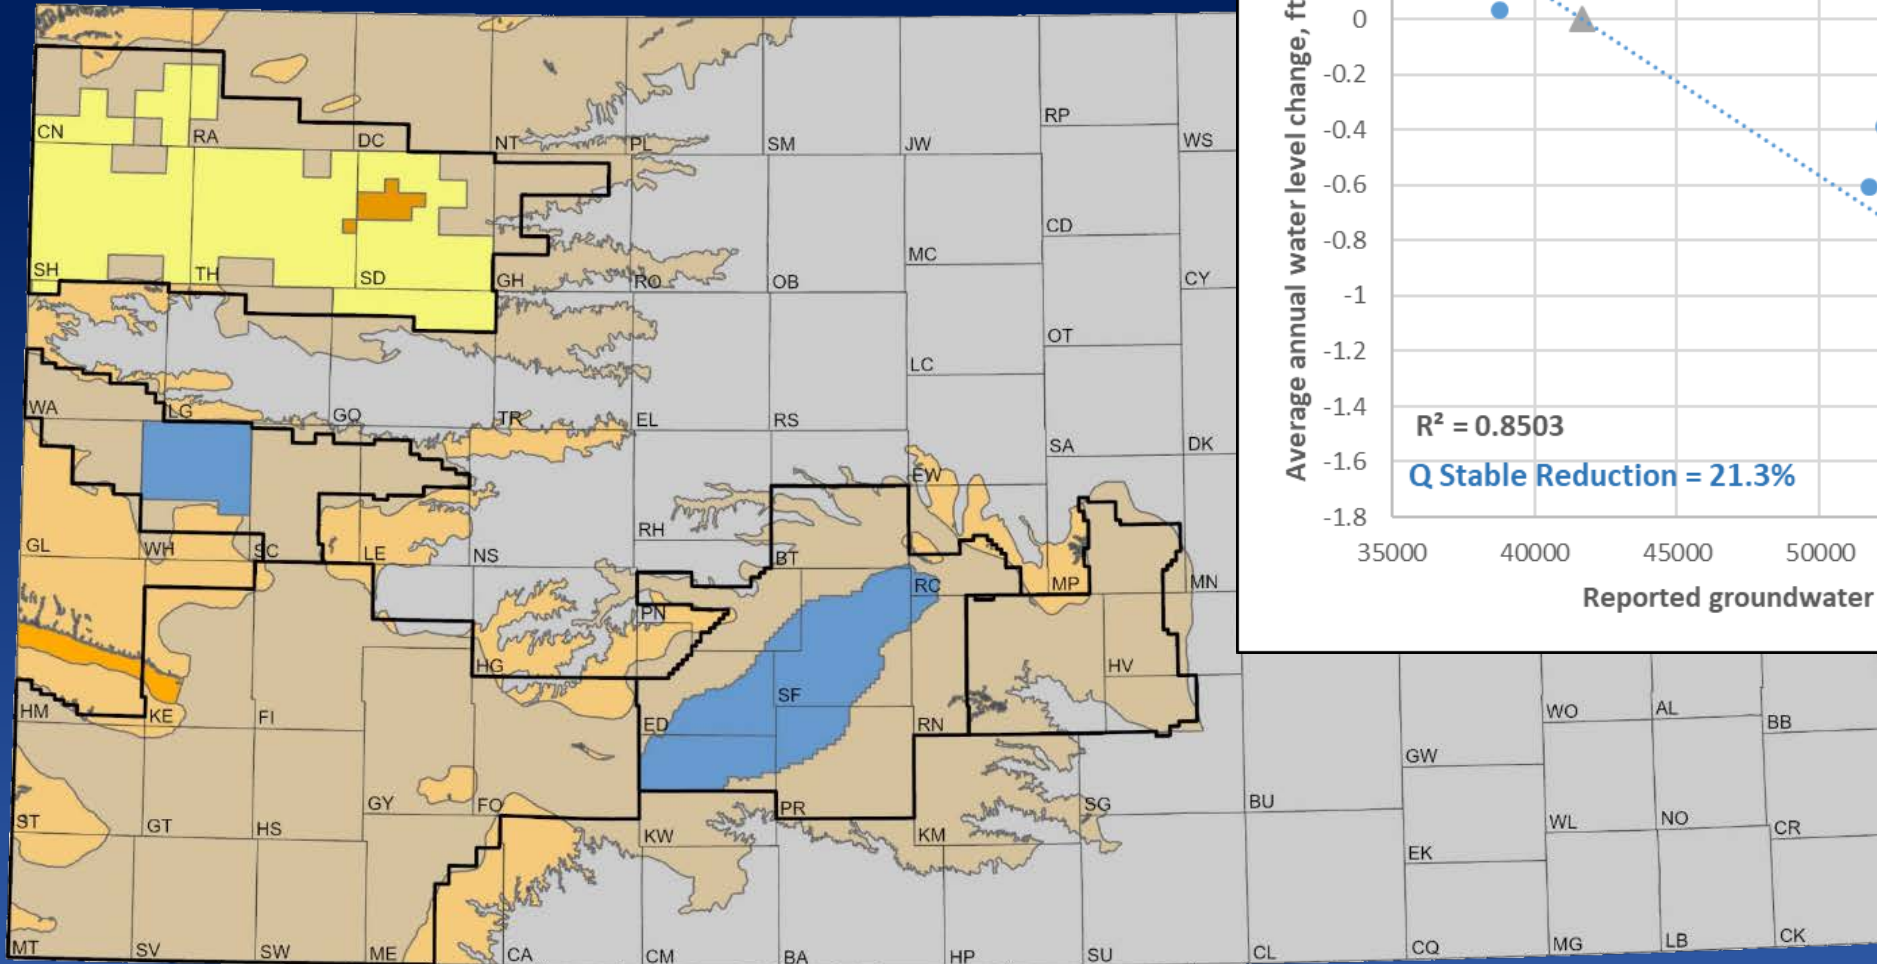 CN
RA
DC
NT
PL
SM
JW
RP
WS
SH
TH
SD
GH
RO
OB
MC
CD
CY
WA
LG
GO
TR
EL
RS
LC
OT
SA
DK
GL
WH
SC
LE
NS
RH
BT
EW
RC
MP
MN
HM
KE
FI
HG
PN
ED
SF
RN
HV
ST
GT
HS
GY
FO
KW
PR
KM
SG
BU
GW
WO
AL
BB
EK
WL
NO
CR
MT
SV
SW
ME
CA
CM
BA
HP
SU
CL
CQ
MG
LB
CK
Average annual water level change, ft
0
-0.2
-0.4
-0.6
-0.8
-1
-1.2
-1.4
-1.6
-1.8
R² = 0.8503
Q Stable Reduction = 21.3%
35000 40000 45000 50000
Reported groundwater